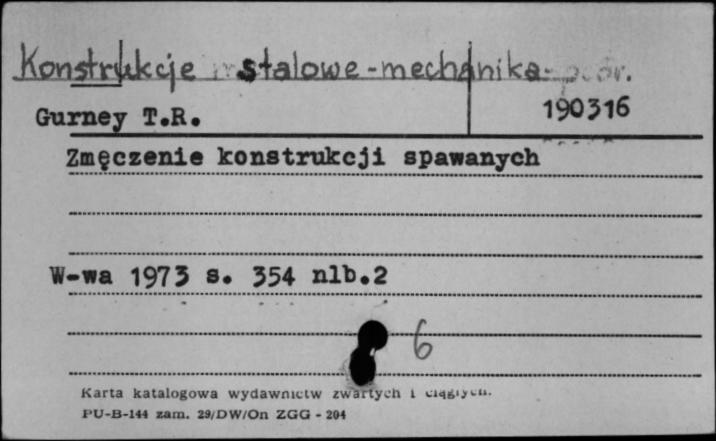 Konstrukcje stalowe - mechanika
190316
Gurney T.R.
Zmęczenie konstrukcji spawanych
W-wa 1973 s. 354 nlb.2
6
Karta katalogowa wydawnictw zwartych i ciągłych.
PU-B-144 zam. 29/DW/On ZGG - 204